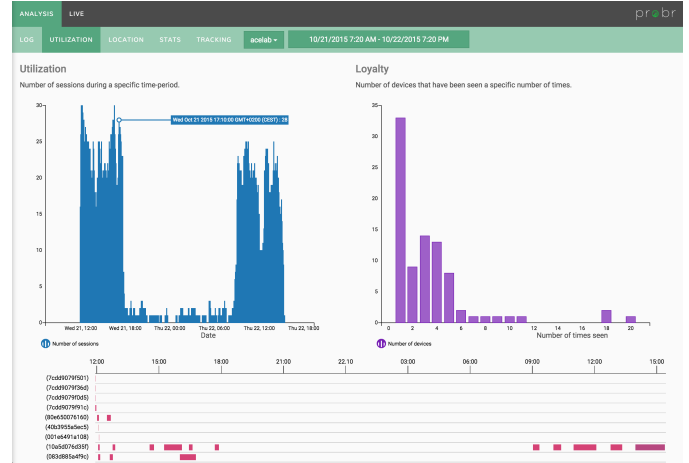 ANALYSIS LIVE probr
LOG UTILIZATION LOCATION STATS TRACKING acelab 10/21/2015 7:20 AM - 10/22/2015 7:20 PM
Utilization Loyalty
Number of sessions during a specific time-period. Number of devices that have been seen a specific number of times.
30 35
Wed Oct 21 2015 17:10:00 GMT+0200 (CEST) : 28
25 30
20 25
15 20
10 15
5 10
0 5
0
Wed 21, 12:00 Wed 21, 18:00 Thu 22, 00:00 Thu 22, 06:00 Thu 22, 12:00 Thu 22, 18:00 0 2 4 6 8 10 12 14 16 18 20
Date Number of times seen
Number of sessions Number of devices
12:00 15:00 18:00 21:00 22.10 03:00 06:00 09:00 12:00 15:00
(7cdd9079f501)
(7cdd9079f36d)
(7cdd9079f0d5)
(7cdd9079f91c)
(80e650076160)
(40b3955a5ec5)
(001e6491a108)
(10a5d076d35f)
(083d885a4f9c)